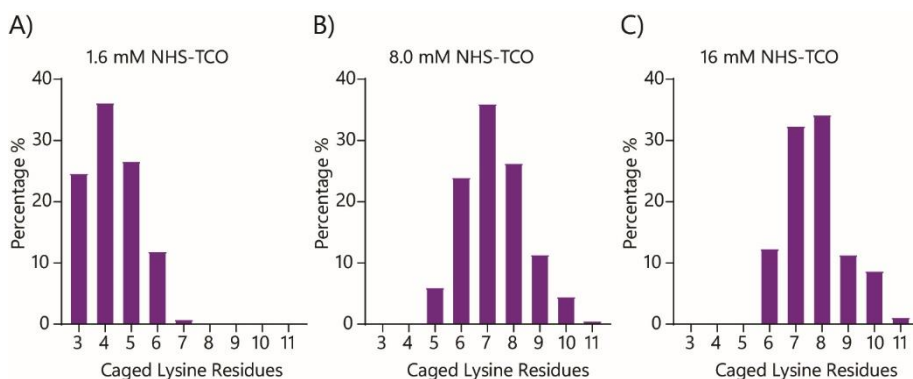 A)
1.6 mM NHS-TCO
Percentage %
40
30
20
10
0
3 4 5 6 7 8 9 10 11
Caged Lysine Residues
B)
8.0 mM NHS-TCO
Percentage %
40
30
20
10
0
3 4 5 6 7 8 9 10 11
Caged Lysine Residues
C)
16 mM NHS-TCO
Percentage %
40
30
20
10
0
3 4 5 6 7 8 9 10 11
Caged Lysine Residues